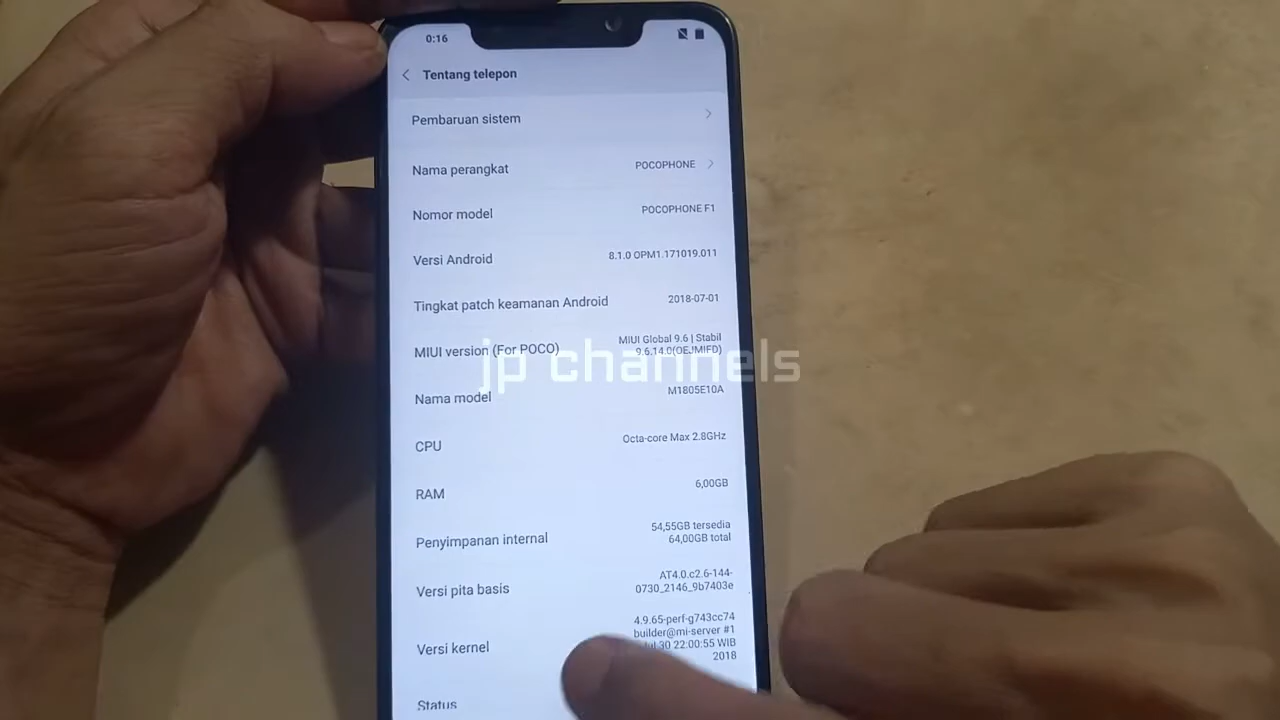 0:16
Tentang telepon
Pembaruan sistem
Nama perangkat
POCOPHONE
Nomor model
POCOPHONE F1
Versi Android
8.1.0 OPM1.171019.011
Tingkat patch keamanan Android
2018-07-01
MIUI version (For POCO)
MIUI Global 9.6 | Stabil
9.6.14.0(OEJMIFD)
jp channels
Nama model
M1805E10A
CPU
Octa-core Max 2.8GHz
RAM
6,00GB
Penyimpanan internal
54,55GB tersedia
64,00GB total
Versi pita basis
AT4.0.c2.6-144-
0730_2146_9b7403e
Versi kernel
4.9.65-perf-g743cc74
builder@mi-server #1
30 22:00:55 WIB
2018
Status